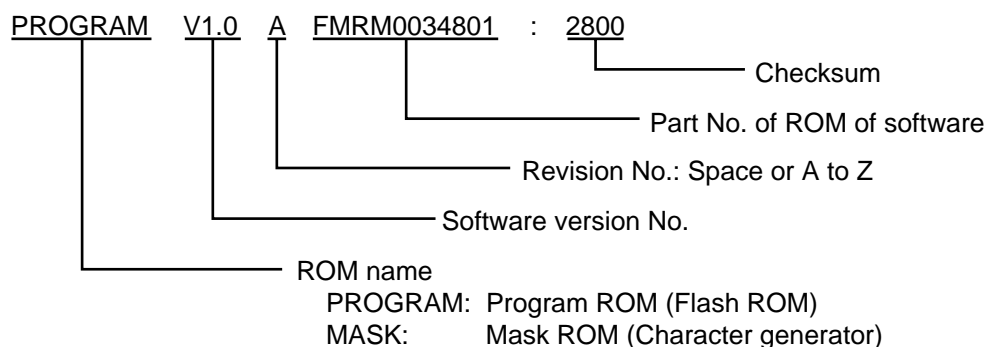 PROGRAM V1.0 A FMRM0034801 : 2800
Checksum
Part No. of ROM of software
Revision No.: Space or A to Z
Software version No.
ROM name
PROGRAM: Program ROM (Flash ROM)
MASK: Mask ROM (Character generator)